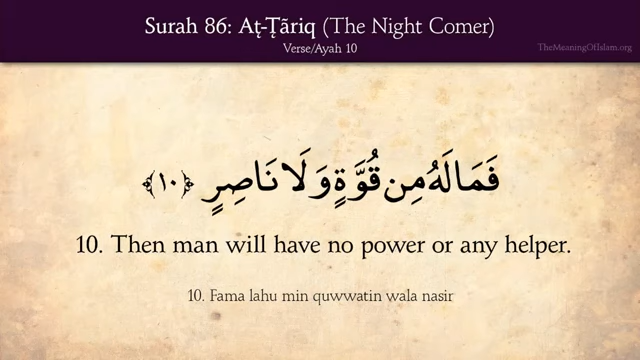 Surah 86: Aṭ-Ṭãriq (The Night Comer)
Verse/Ayah 10
TheMeaningOfIslam.org
فَمَا لَهُ مِن قُوَّةٍ وَلَا نَاصِرٍ ﴿١٠﴾
10. Then man will have no power or any helper.
10. Fama lahu min quwwatin wala nasir